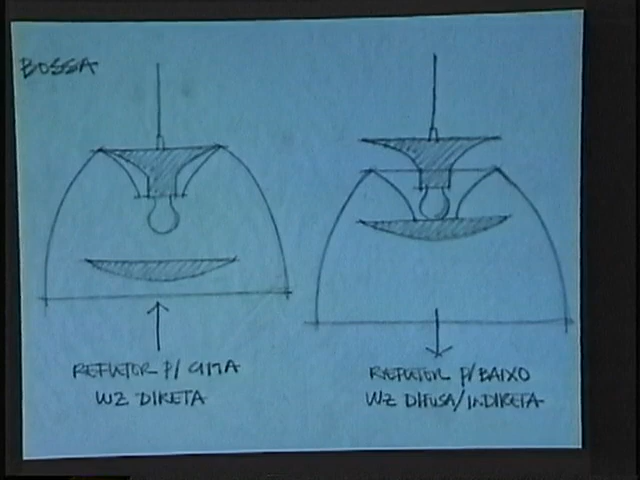 BOSSA
REFLETOR P/ CIMA
LUZ DIRETA
REFLETOR P/BAIXO
LUZ DIFUSA/INDIRETA